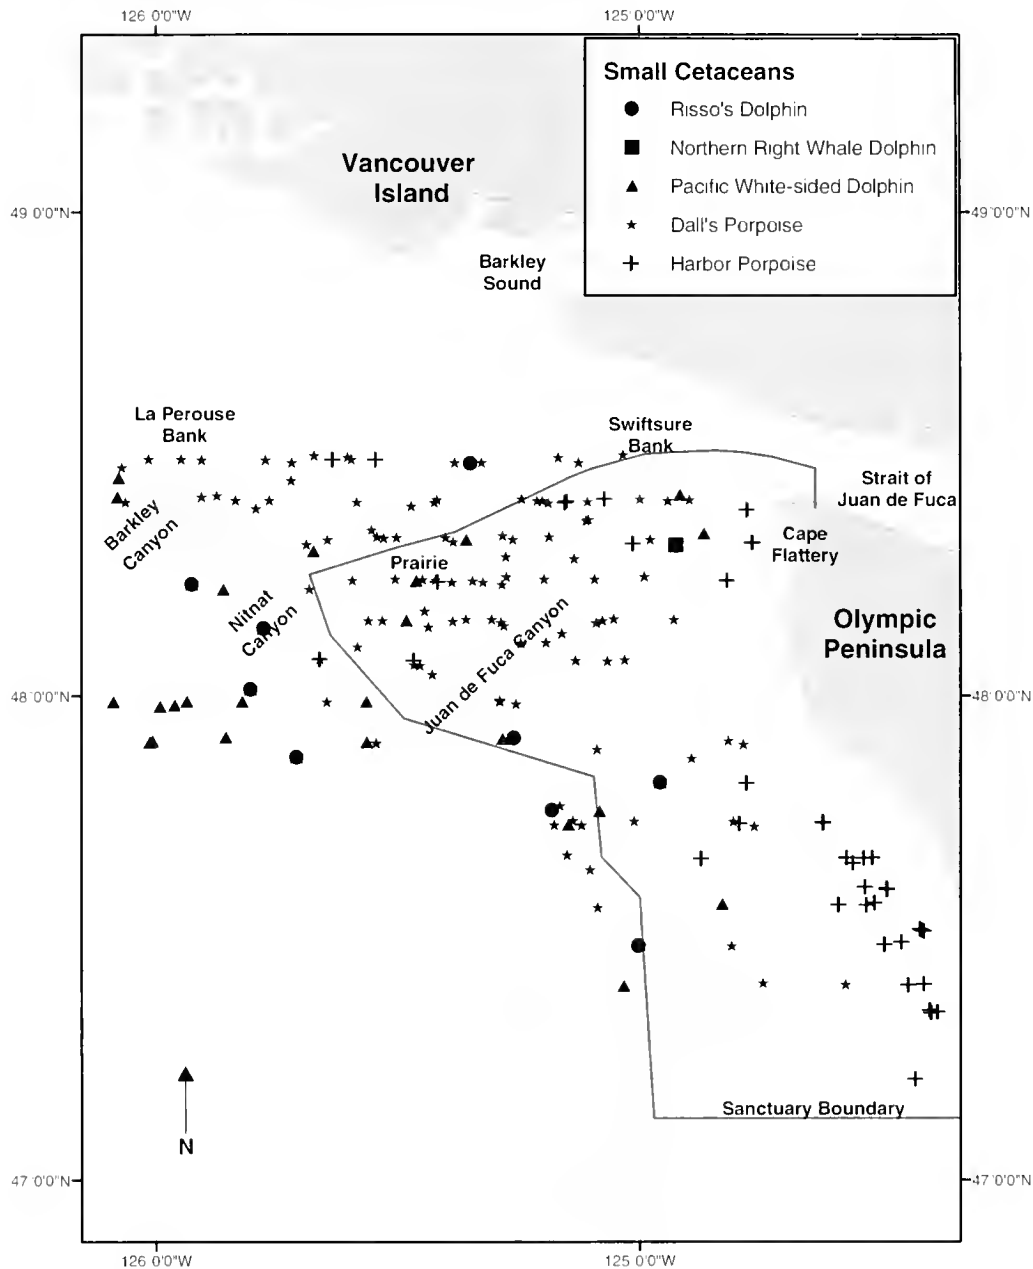 126°0'0"W
125°0'0"W
Small Cetaceans
Risso's Dolphin
Northern Right Whale Dolphin
Pacific White-sided Dolphin
Dall's Porpoise
Harbor Porpoise
Vancouver
Island
49°0'0"N
49°0'0"N
Barkley
Sound
La Perouse
Bank
Swiftsure
Bank
Strait of
Juan de Fuca
Barkley
Canyon
Cape
Flattery
Prairie
Nitnat
Canyon
Olympic
Peninsula
Juan de Fuca Canyon
48°0'0"N
48°0'0"N
N
Sanctuary Boundary
47°0'0"N
47°0'0"N
126°0'0"W
125°0'0"W